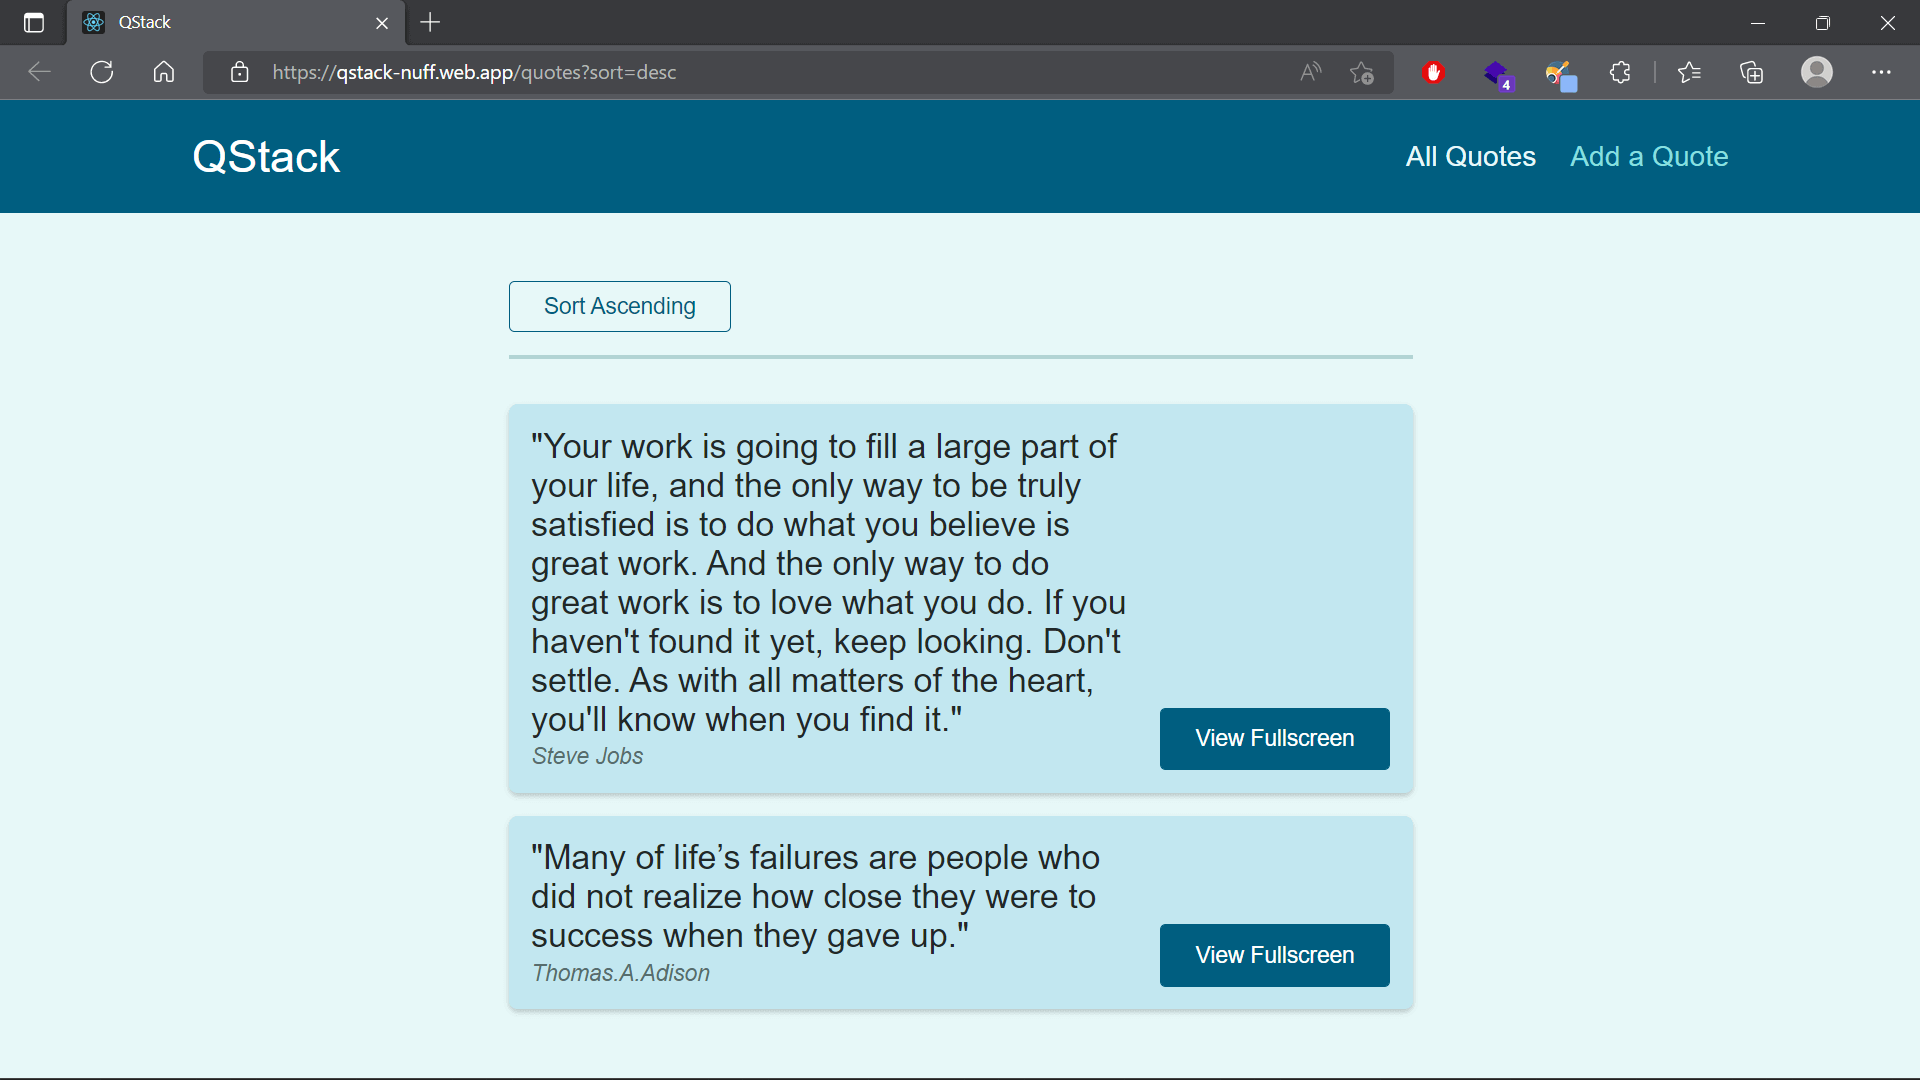 QStack
https://qstack-nuff.web.app/quotes?sort=desc
4
QStack
All Quotes
Add a Quote
Sort Ascending
"Your work is going to fill a large part of
your life, and the only way to be truly
satisfied is to do what you believe is
great work. And the only way to do
great work is to love what you do. If you
haven't found it yet, keep looking. Don't
settle. As with all matters of the heart,
you'll know when you find it."
Steve Jobs
View Fullscreen
"Many of life’s failures are people who
did not realize how close they were to
success when they gave up."
Thomas.A.Adison
View Fullscreen